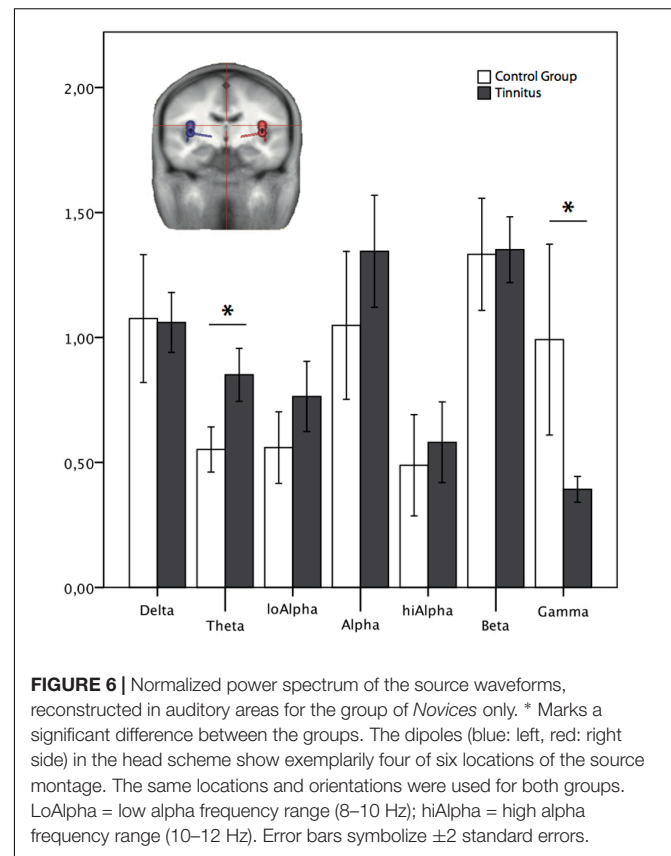 2,00
Control Group
Tinnitus
1,50
*
*
1,00
0,50
0,00
Delta
Theta
loAlpha
Alpha
hiAlpha
Beta
Gamma
FIGURE 6 | Normalized power spectrum of the source waveforms,
reconstructed in auditory areas for the group of Novices only. * Marks a
significant difference between the groups. The dipoles (blue: left, red: right
side) in the head scheme show exemplarily four of six locations of the source
montage. The same locations and orientations were used for both groups.
LoAlpha = low alpha frequency range (8–10 Hz); hiAlpha = high alpha
frequency range (10–12 Hz). Error bars symbolize ±2 standard errors.